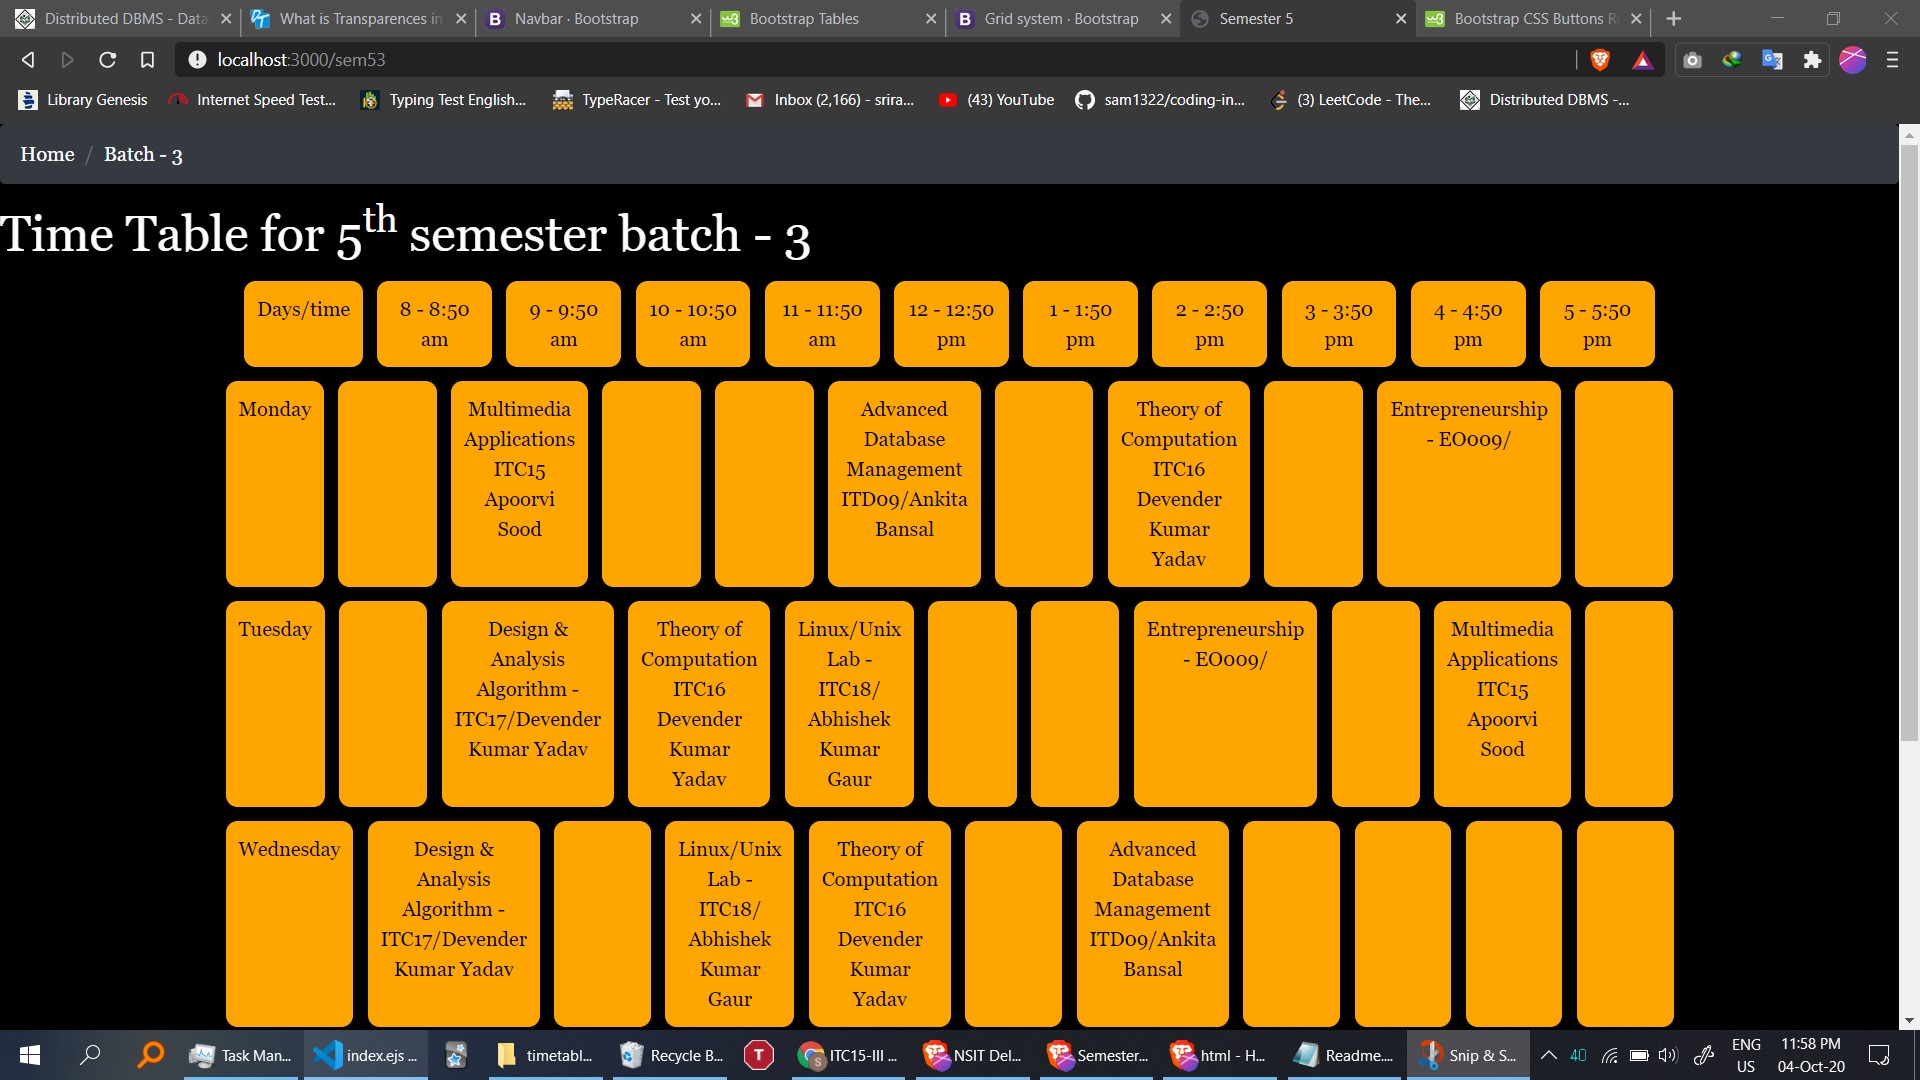 Distributed DBMS - Data
What is Transparences in
Navbar · Bootstrap
Bootstrap Tables
Grid system · Bootstrap
Semester 5
Bootstrap CSS Buttons R
localhost:3000/sem53
Library Genesis
Internet Speed Test...
Typing Test English...
TypeRacer - Test yo...
Inbox (2,166) - srira...
(43) YouTube
sam1322/coding-in...
(3) LeetCode - The...
Distributed DBMS -...
Home / Batch - 3
Time Table for 5th semester batch - 3
Days/time
8 - 8:50
am
9 - 9:50
am
10 - 10:50
am
11 - 11:50
am
12 - 12:50
pm
1 - 1:50
pm
2 - 2:50
pm
3 - 3:50
pm
4 - 4:50
pm
5 - 5:50
pm
Monday
Multimedia
Applications
ITC15
Apoorvi
Sood
Advanced
Database
Management
ITD09/Ankita
Bansal
Theory of
Computation
ITC16
Devender
Kumar
Yadav
Entrepreneurship
- EO009/
Tuesday
Design &
Analysis
Algorithm -
ITC17/Devender
Kumar Yadav
Theory of
Computation
ITC16
Devender
Kumar
Yadav
Linux/Unix
Lab -
ITC18/
Abhishek
Kumar
Gaur
Entrepreneurship
- EO009/
Multimedia
Applications
ITC15
Apoorvi
Sood
Wednesday
Design &
Analysis
Algorithm -
ITC17/Devender
Kumar Yadav
Linux/Unix
Lab -
ITC18/
Abhishek
Kumar
Gaur
Theory of
Computation
ITC16
Devender
Kumar
Yadav
Advanced
Database
Management
ITD09/Ankita
Bansal
Task Man...
index.ejs ...
timetabl...
Recycle B...
ITC15-III ...
NSIT Del...
Semester...
html - H...
Readme....
Snip & S...
40
ENG
US
11:58 PM
04-Oct-20